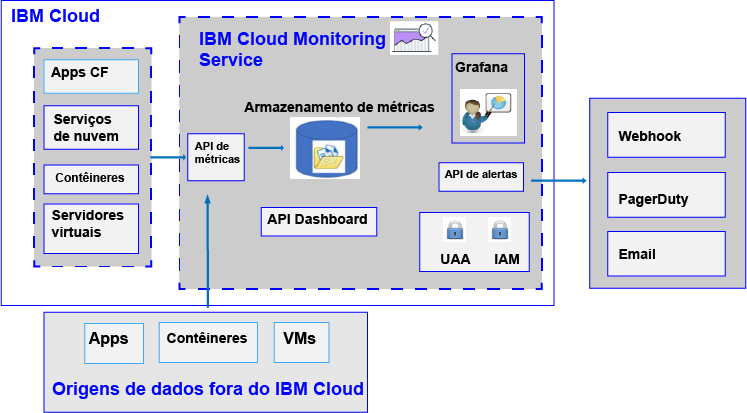 IBM Cloud
Apps CF
Serviços
de nuvem
Contêineres
Servidores
virtuais
IBM Cloud Monitoring
Service
API de
métricas
Armazenamento de métricas
API Dashboard
Grafana
API de alertas
UAA IAM
Webhook
PagerDuty
Email
Apps
Contêineres
VMs
Origens de dados fora do IBM Cloud